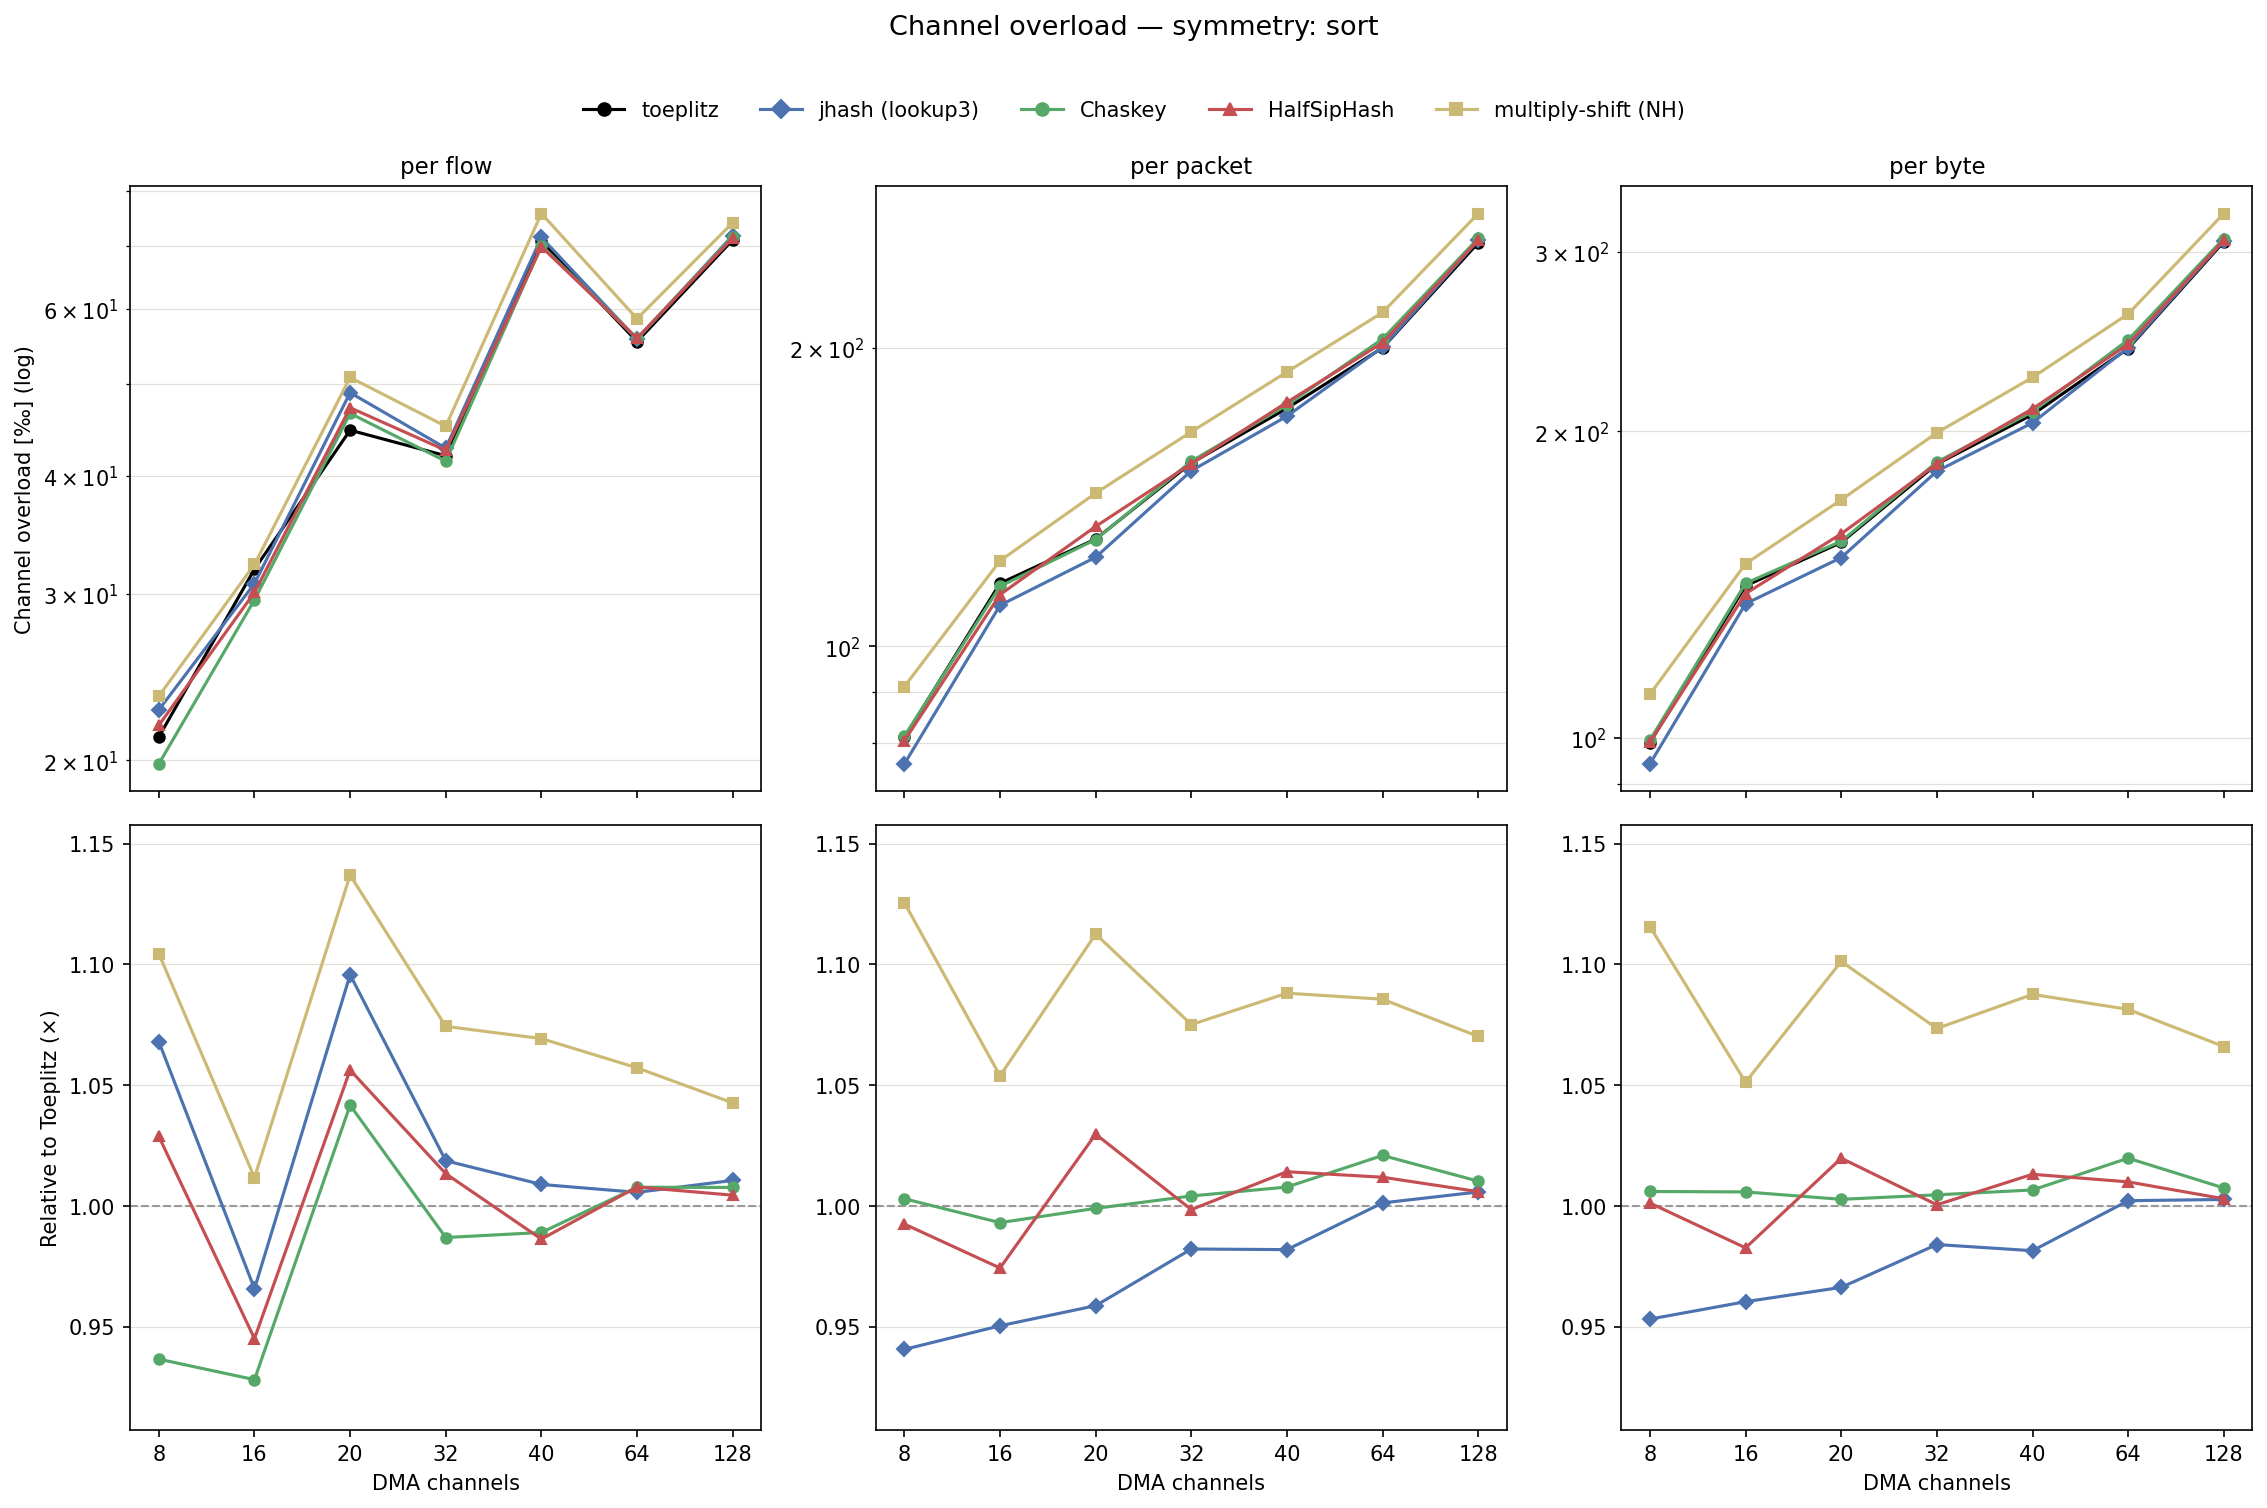 Channel overload — symmetry: sort
toeplitz jhash (lookup3) Chaskey HalfSipHash multiply-shift (NH)
per flow
per packet
per byte
Channel overload [‰] (log)
6 × 10¹
4 × 10¹
3 × 10¹
2 × 10¹
2 × 10²
10²
3 × 10²
2 × 10²
10²
Relative to Toeplitz (×)
1.15
1.10
1.05
1.00
0.95
1.15
1.10
1.05
1.00
0.95
1.15
1.10
1.05
1.00
0.95
8 16 20 32 40 64 128
8 16 20 32 40 64 128
8 16 20 32 40 64 128
DMA channels
DMA channels
DMA channels